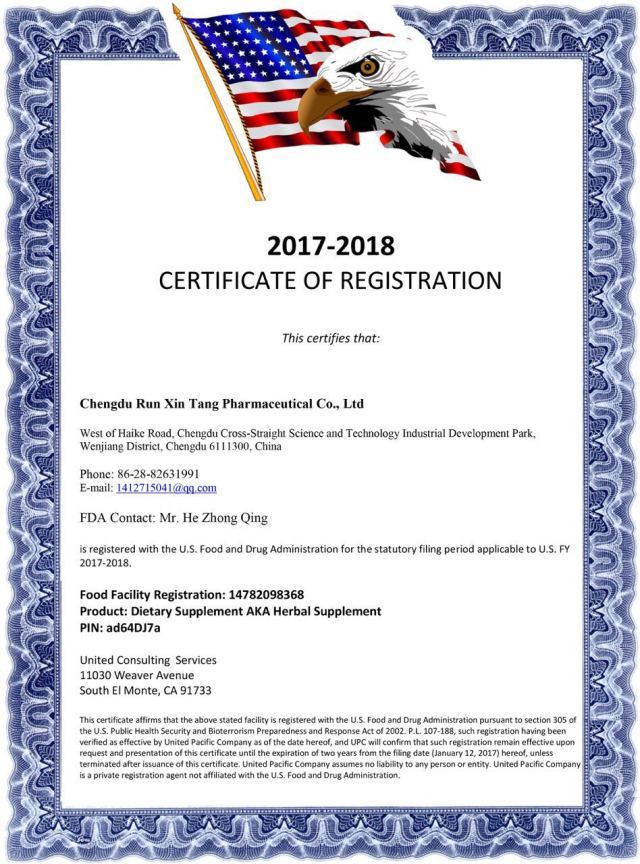 2017-2018
CERTIFICATE OF REGISTRATION
This certifies that:
Chengdu Run Xin Tang Pharmaceutical Co., Ltd
West of Haike Road, Chengdu Cross-Straight Science and Technology Industrial Development Park,
Wenjiang District, Chengdu 6111300, China
Phone: 86-28-82631991
E-mail: 1412715041@qq.com
FDA Contact: Mr. He Zhong Qing
is registered with the U.S. Food and Drug Administration for the statutory filing period applicable to U.S. FY
2017-2018.
Food Facility Registration: 14782098368
Product: Dietary Supplement AKA Herbal Supplement
PIN: ad64DJ7a
United Consulting Services
11030 Weaver Avenue
South El Monte, CA 91733
This certificate affirms that the above stated facility is registered with the U.S. Food and Drug Administration pursuant to section 305 of
the U.S. Public Health Security and Bioterrorism Preparedness and Response Act of 2002. P.L. 107-188, such registration having been
verified as effective by United Pacific Company as of the date hereof, and UPC will confirm that such registration remain effective upon
request and presentation of this certificate until the expiration of two years from the filing date (January 12, 2017) hereof, unless
terminated after issuance of this certificate. United Pacific Company assumes no liability to any person or entity. United Pacific Company
is a private registration agent not affiliated with the U.S. Food and Drug Administration.